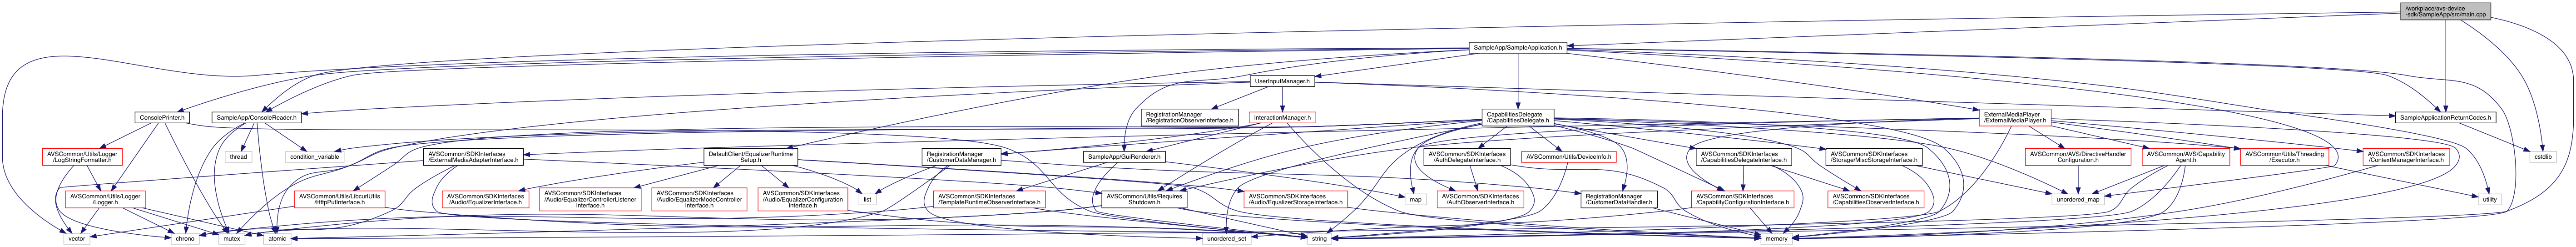 /workplace/avs-device
-sdk/SampleApp/src/main.cpp
SampleApp/SampleApplication.h
UserInputManager.h
ConsolePrinter.h
SampleApp/ConsoleReader.h
RegistrationManager
/RegistrationObserverInterface.h
InteractionManager.h
CapabilitiesDelegate
/CapabilitiesDelegate.h
ExternalMediaPlayer
/ExternalMediaPlayer.h
SampleApplicationReturnCodes.h
AVSCommon/Utils/Logger
/LogStringFormatter.h
thread
condition_variable
AVSCommon/SDKInterfaces
/ExternalMediaAdapterInterface.h
DefaultClient/EqualizerRuntime
Setup.h
RegistrationManager
/CustomerDataManager.h
SampleApp/GuiRenderer.h
AVSCommon/SDKInterfaces
/AuthDelegateInterface.h
AVSCommon/Utils/DeviceInfo.h
AVSCommon/SDKInterfaces
/CapabilitiesDelegateInterface.h
AVSCommon/SDKInterfaces
/Storage/MiscStorageInterface.h
AVSCommon/AVS/DirectiveHandler
Configuration.h
AVSCommon/AVS/Capability
Agent.h
AVSCommon/Utils/Threading
/Executor.h
AVSCommon/SDKInterfaces
/ContextManagerInterface.h
cstdlib
AVSCommon/Utils/Logger
/Logger.h
AVSCommon/Utils/LibcurlUtils
/HttpPutInterface.h
AVSCommon/SDKInterfaces
/Audio/EqualizerInterface.h
AVSCommon/SDKInterfaces
/Audio/EqualizerControllerListener
Interface.h
AVSCommon/SDKInterfaces
/Audio/EqualizerModeController
Interface.h
AVSCommon/SDKInterfaces
/Audio/EqualizerConfiguration
Interface.h
list
AVSCommon/SDKInterfaces
/TemplateRuntimeObserverInterface.h
AVSCommon/Utils/Requires
Shutdown.h
AVSCommon/SDKInterfaces
/Audio/EqualizerStorageInterface.h
map
AVSCommon/SDKInterfaces
/AuthObserverInterface.h
RegistrationManager
/CustomerDataHandler.h
AVSCommon/SDKInterfaces
/CapabilityConfigurationInterface.h
AVSCommon/SDKInterfaces
/CapabilitiesObserverInterface.h
unordered_map
utility
vector
chrono
mutex
atomic
unordered_set
string
memory